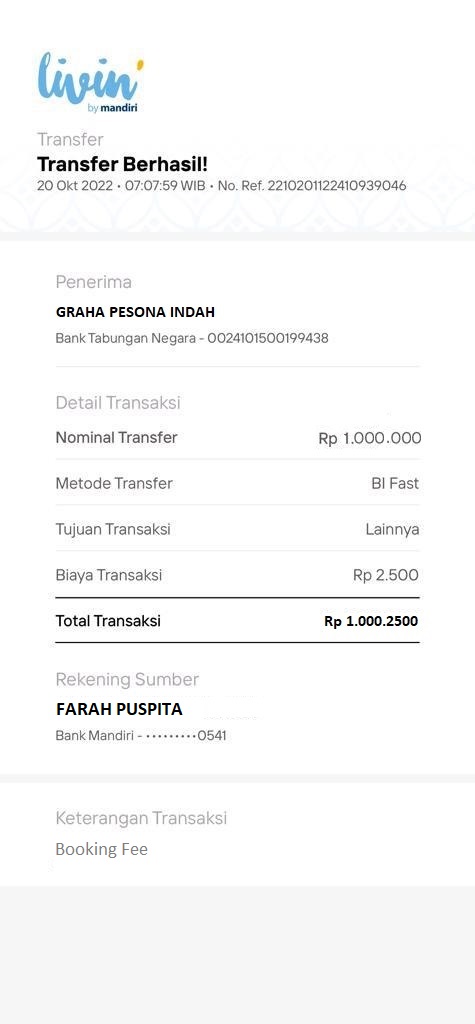 livin'
by mandiri
Transfer
Transfer Berhasil!
20 Okt 2022 • 07:07:59 WIB • No. Ref. 2210201122410939046
Penerima
GRAHA PESONA INDAH
Bank Tabungan Negara - 0024101500199438
Detail Transaksi
Nominal Transfer Rp 1.000.000
Metode Transfer BI Fast
Tujuan Transaksi Lainnya
Biaya Transaksi Rp 2.500
Total Transaksi Rp 1.000.2500
Rekening Sumber
FARAH PUSPITA
Bank Mandiri - •••••••••0541
Keterangan Transaksi
Booking Fee